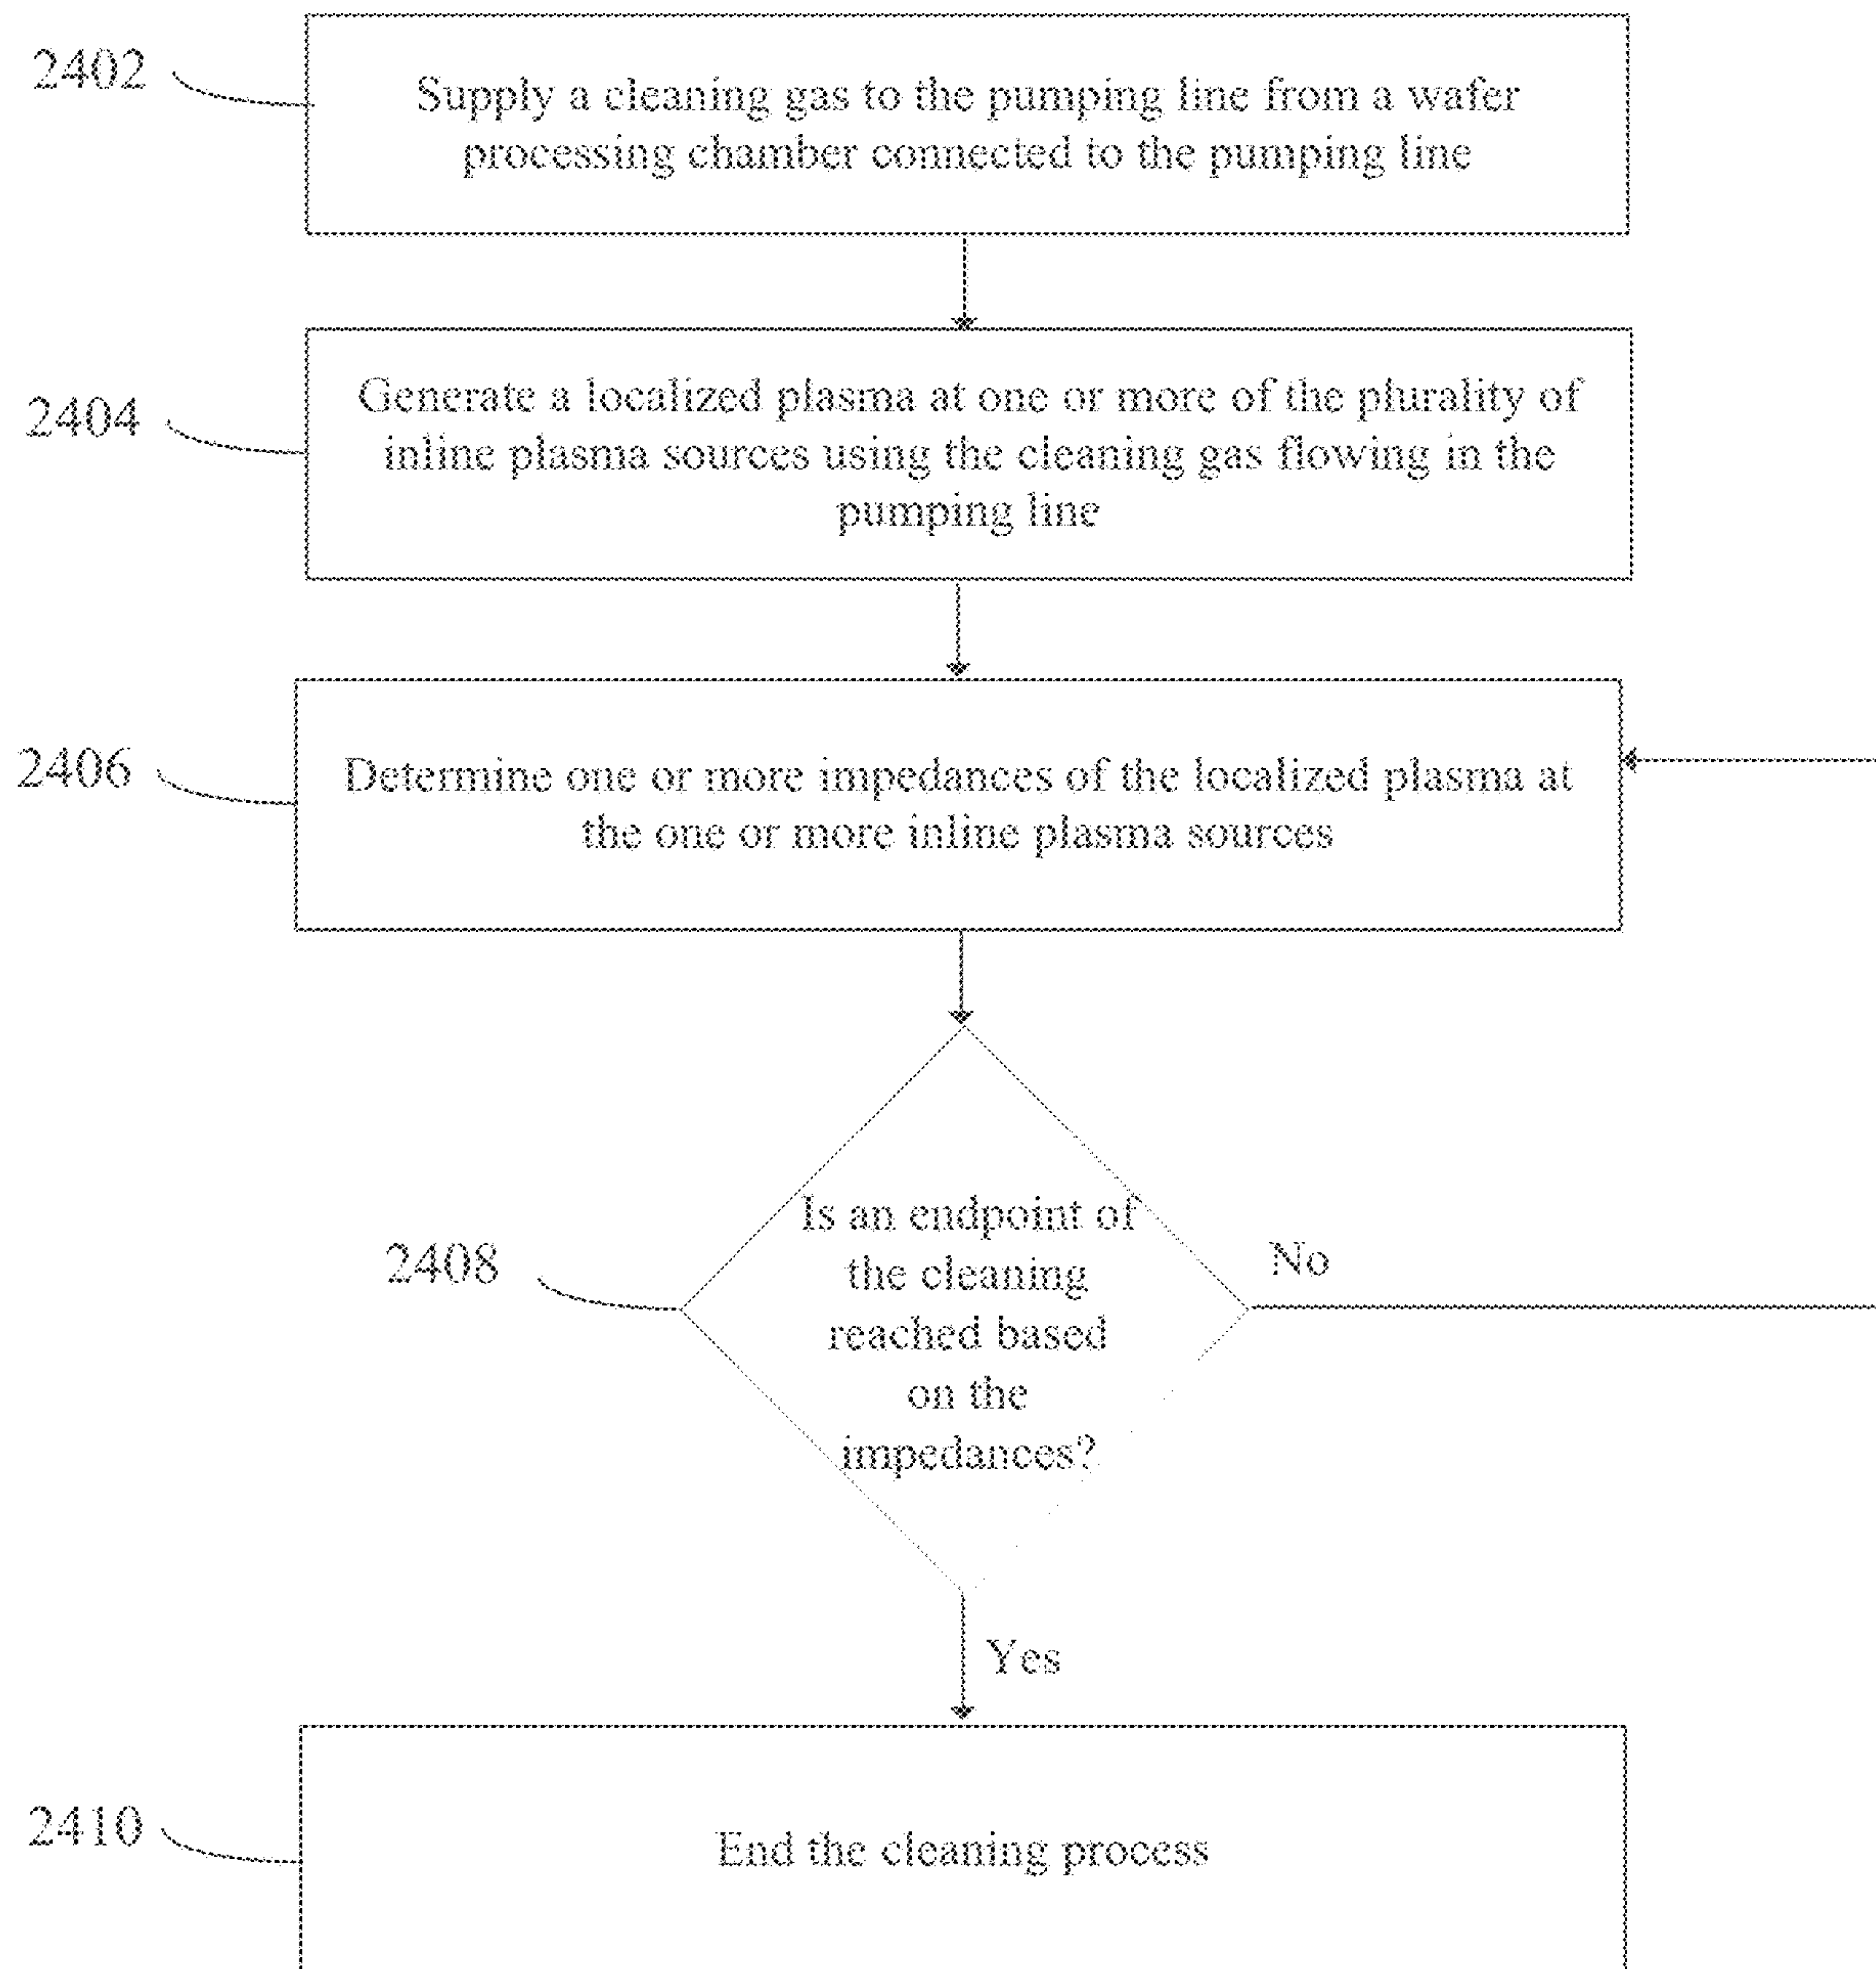 2402
Supply a cleaning gas to the pumping line from a wafer
processing chamber connected to the pumping line
2404
Generate a localized plasma at one or more of the plurality of
inline plasma sources using the cleaning gas flowing in the
pumping line
2406
Determine one or more impedances of the localized plasma at
the one or more inline plasma sources
2408
Is an endpoint of
the cleaning
reached based
on the
impedances?
No
Yes
2410
End the cleaning process